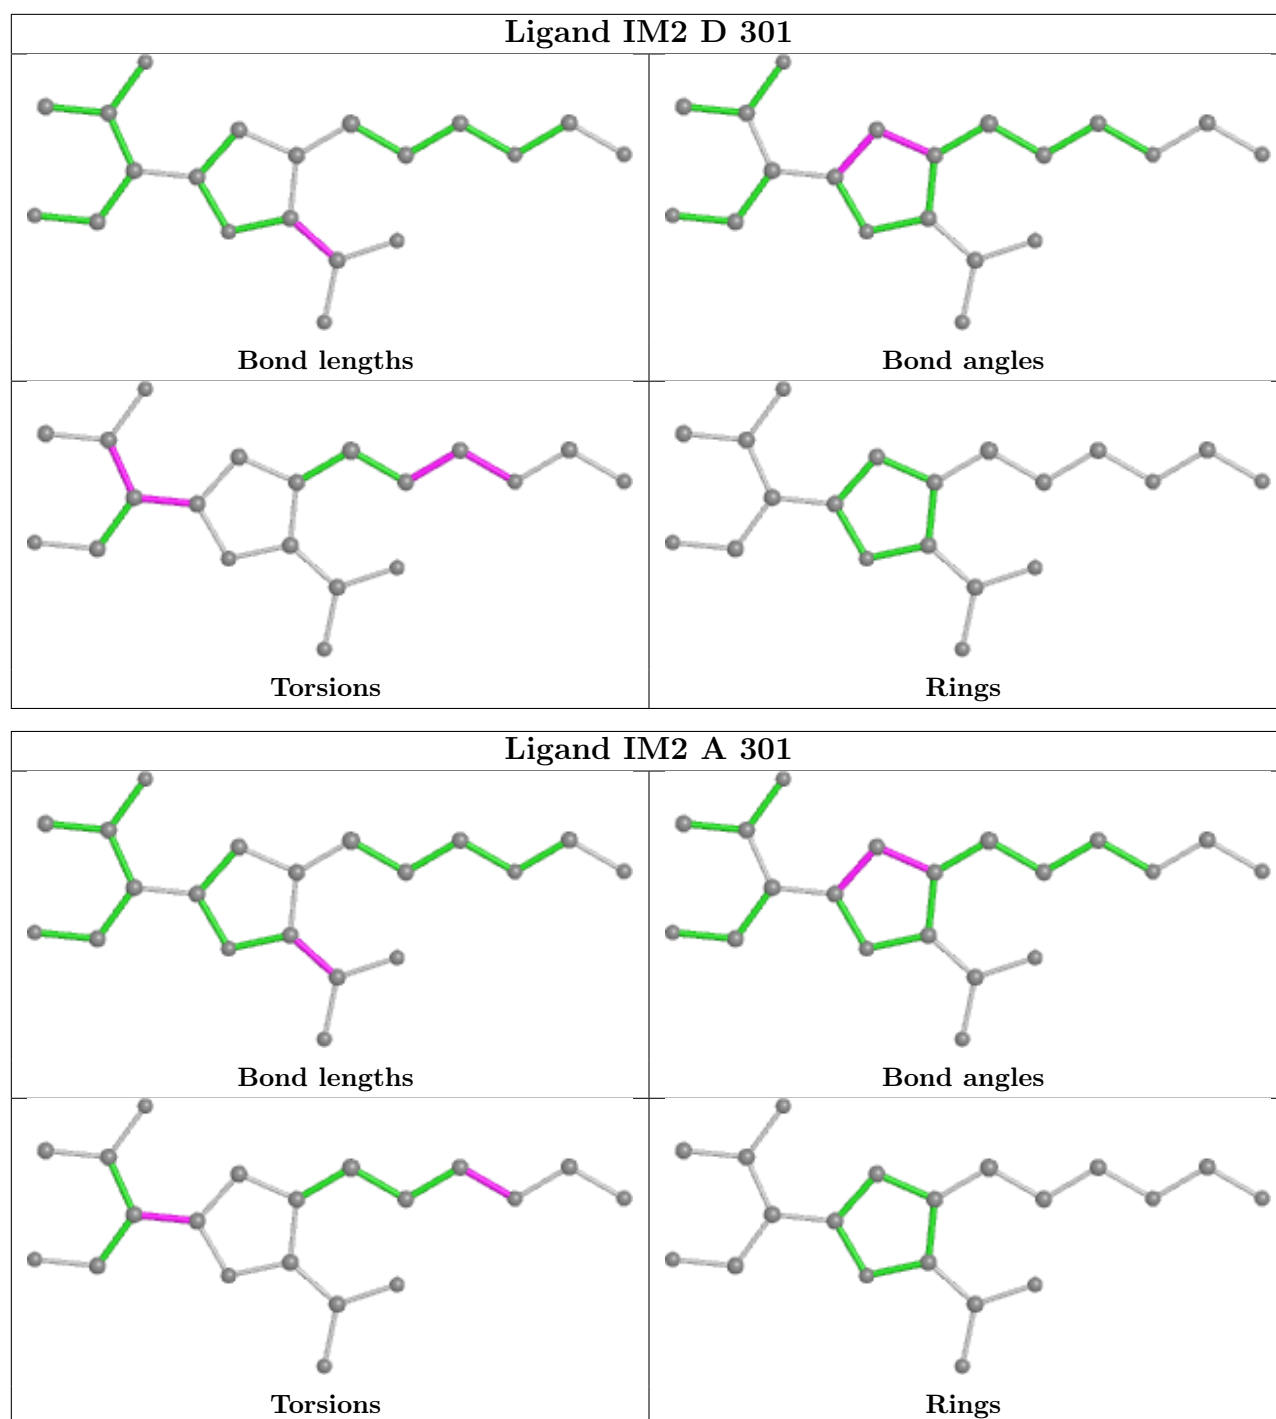 Ligand IM2 D 301
Bond lengths
Bond angles
Torsions
Rings
Ligand IM2 A 301
Bond lengths
Bond angles
Torsions
Rings